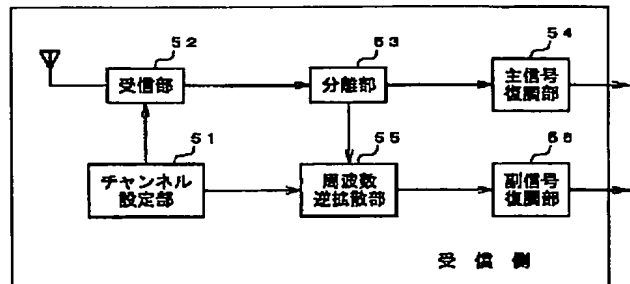 52
受信部
53
分離部
54
主信号
復調部
51
チャンネル
設定部
55
周波数
逆拡散部
56
副信号
復調部
受信側